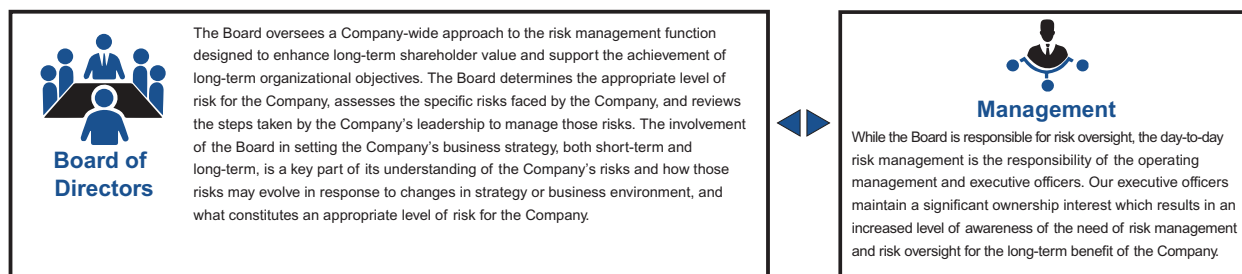 The Board oversees a Company-wide approach to the risk management function
designed to enhance long-term shareholder value and support the achievement of
long-term organizational objectives. The Board determines the appropriate level of
risk for the Company, assesses the specific risks faced by the Company, and reviews
the steps taken by the Company’s leadership to manage those risks. The involvement
of the Board in setting the Company’s business strategy, both short-term and
long-term, is a key part of its understanding of the Company’s risks and how those
risks may evolve in response to changes in strategy or business environment, and
what constitutes an appropriate level of risk for the Company.
Board of
Directors
Management
While the Board is responsible for risk oversight, the day-to-day
risk management is the responsibility of the operating
management and executive officers. Our executive officers
maintain a significant ownership interest which results in an
increased level of awareness of the need of risk management
and risk oversight for the long-term benefit of the Company.